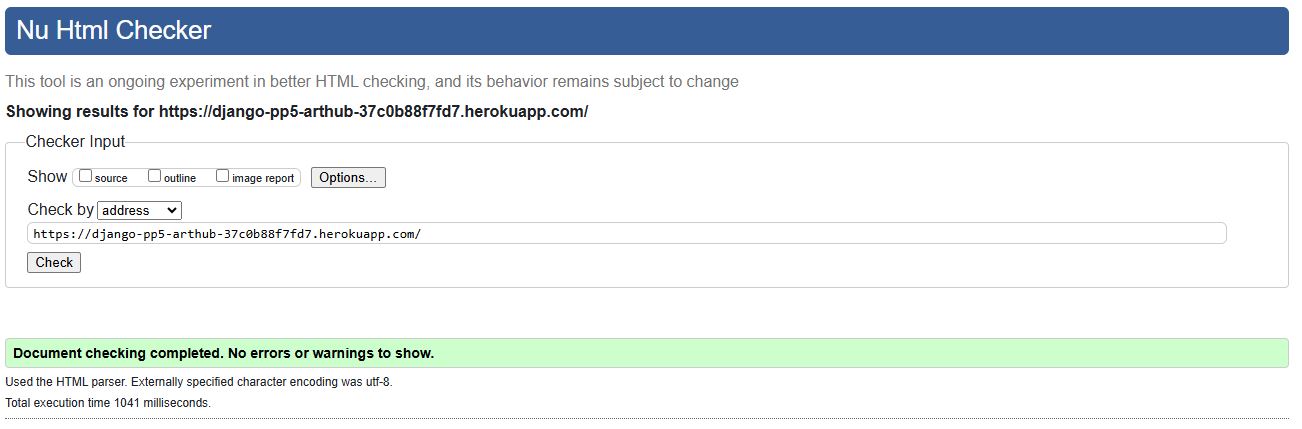 Nu Html Checker
This tool is an ongoing experiment in better HTML checking, and its behavior remains subject to change
Showing results for https://django-pp5-arthub-37c0b88f7fd7.herokuapp.com/
Checker Input
Show source outline image report Options...
Check by address
https://django-pp5-arthub-37c0b88f7fd7.herokuapp.com/
Check
Document checking completed. No errors or warnings to show.
Used the HTML parser. Externally specified character encoding was utf-8.
Total execution time 1041 milliseconds.